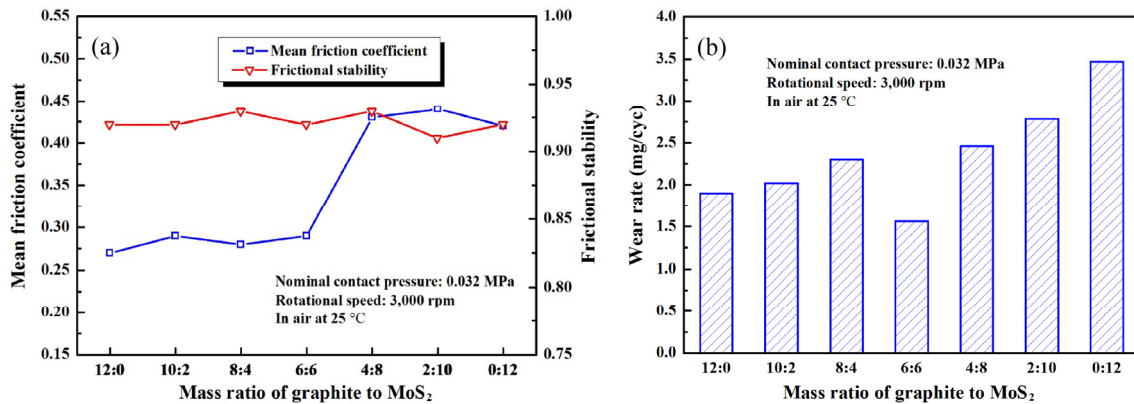 (a)
Mean friction coefficient
Frictional stability
0.55
0.50
0.45
0.40
0.35
0.30
0.25
0.20
0.15
Mean friction coefficient
1.00
0.95
0.90
0.85
0.80
0.75
Frictional stability
Nominal contact pressure: 0.032 MPa
Rotational speed: 3,000 rpm
In air at 25 °C
12:0 10:2 8:4 6:6 4:8 2:10 0:12
Mass ratio of graphite to MoS₂
(b)
4.0
3.5
3.0
2.5
2.0
1.5
1.0
0.5
0.0
Wear rate (mg/cyc)
Nominal contact pressure: 0.032 MPa
Rotational speed: 3,000 rpm
In air at 25 °C
12:0 10:2 8:4 6:6 4:8 2:10 0:12
Mass ratio of graphite to MoS₂